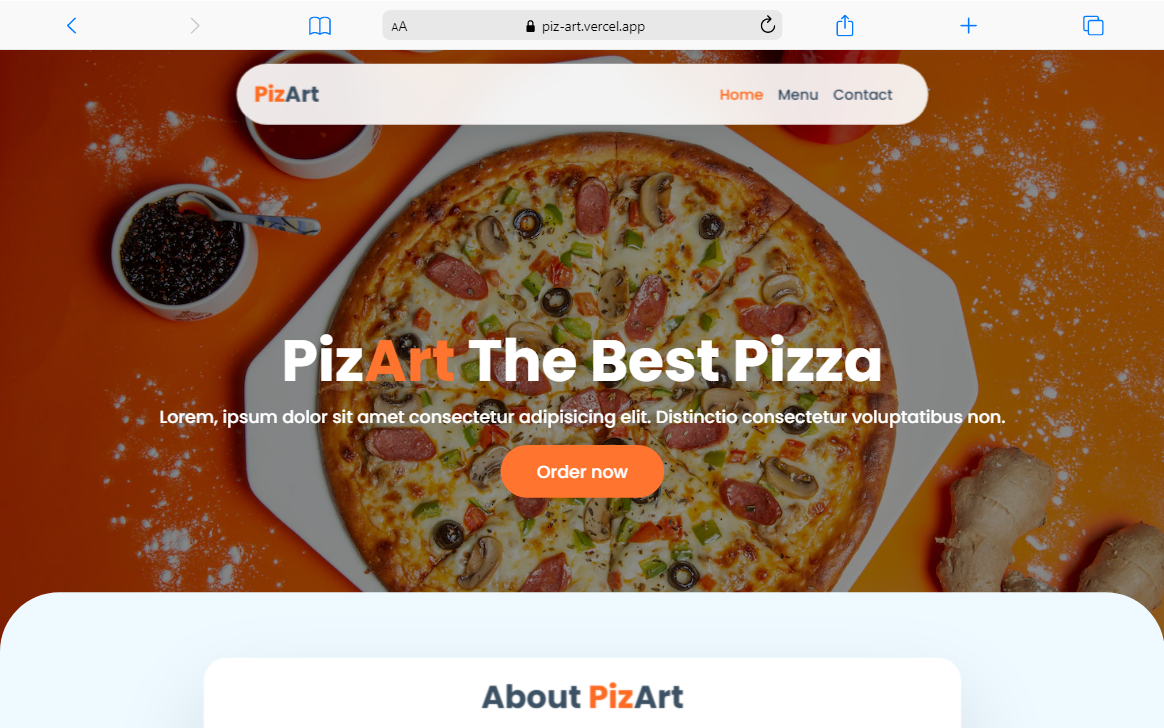 AA
piz-art.vercel.app
PizArt
Home Menu Contact
PizArt The Best Pizza
Lorem, ipsum dolor sit amet consectetur adipisicing elit. Distinctio consectetur voluptatibus non.
Order now
About PizArt